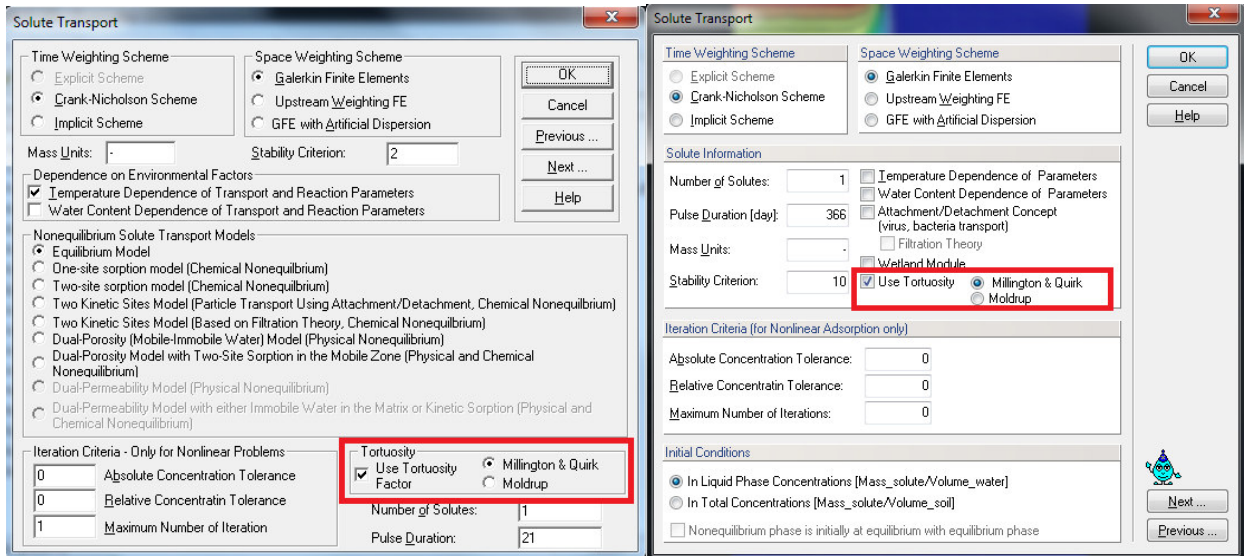 Solute Transport
Time Weighting Scheme
Explicit Scheme
Crank-Nicholson Scheme
Implicit Scheme
Space Weighting Scheme
Galerkin Finite Elements
Upstream Weighting FE
GFE with Artificial Dispersion
OK
Cancel
Previous ...
Next ...
Help
Mass Units: -
Stability Criterion: 2
Dependence on Environmental Factors
Temperature Dependence of Transport and Reaction Parameters
Water Content Dependence of Transport and Reaction Parameters
Nonequilibrium Solute Transport Models
Equilibrium Model
One-site sorption model (Chemical Nonequilbrium)
Two-site sorption model (Chemical Nonequilbrium)
Two Kinetic Sites Model (Particle Transport Using Attachment/Detachment, Chemical Nonequilbrium)
Two Kinetic Sites Model (Based on Filtration Theory, Chemical Nonequilbrium)
Dual-Porosity (Mobile-Immobile Water) Model (Physical Nonequilibrium)
Dual-Porosity Model with Two-Site Sorption in the Mobile Zone (Physical and Chemical
Nonequilibrium)
Dual-Permeability Model (Physical Nonequilibrium)
Dual-Permeability Model with either Immobile Water in the Matrix or Kinetic Sorption (Physical and
Chemical Nonequilibrium)
Iteration Criteria - Only for Nonlinear Problems
0 Absolute Concentration Tolerance
0 Relative Concentratin Tolerance
1 Maximum Number of Iteration
Tortuosity
Use Tortuosity
Factor
Millington & Quirk
Moldrup
Number of Solutes: 1
Pulse Duration: 21
Solute Transport
Time Weighting Scheme
Explicit Scheme
Crank-Nicholson Scheme
Implicit Scheme
Space Weighting Scheme
Galerkin Finite Elements
Upstream Weighting FE
GFE with Artificial Dispersion
OK
Cancel
Help
Solute Information
Number of Solutes: 1
Pulse Duration [day]: 366
Mass Units: -
Stability Criterion: 10
Temperature Dependence of Parameters
Water Content Dependence of Parameters
Attachment/Detachment Concept
(virus, bacteria transport)
Filtration Theory
Wetland Module
Use Tortuosity
Millington & Quirk
Moldrup
Iteration Criteria (for Nonlinear Adsorption only)
Absolute Concentration Tolerance: 0
Relative Concentratin Tolerance: 0
Maximum Number of Iterations: 0
Initial Conditions
In Liquid Phase Concentrations [Mass_solute/Volume_water]
In Total Concentrations [Mass_solute/Volume_soil]
Nonequilibrium phase is initially at equilibrium with equilibrium phase
Next ...
Previous ...